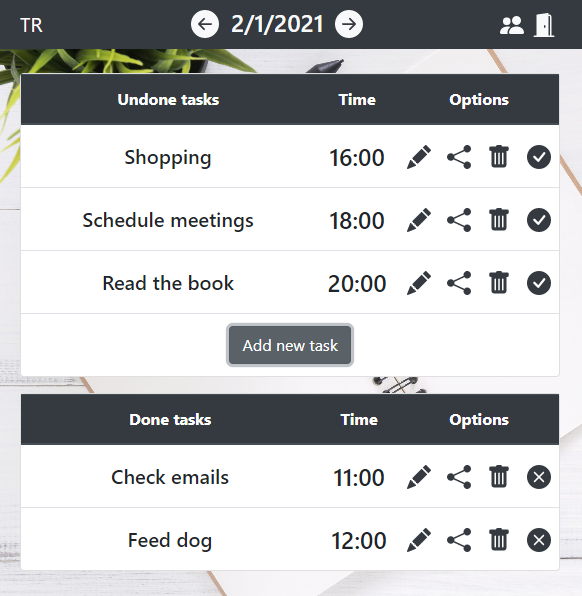 TR 2/1/2021
Undone tasks Time Options
Shopping 16:00
Schedule meetings 18:00
Read the book 20:00
Add new task
Done tasks Time Options
Check emails 11:00
Feed dog 12:00